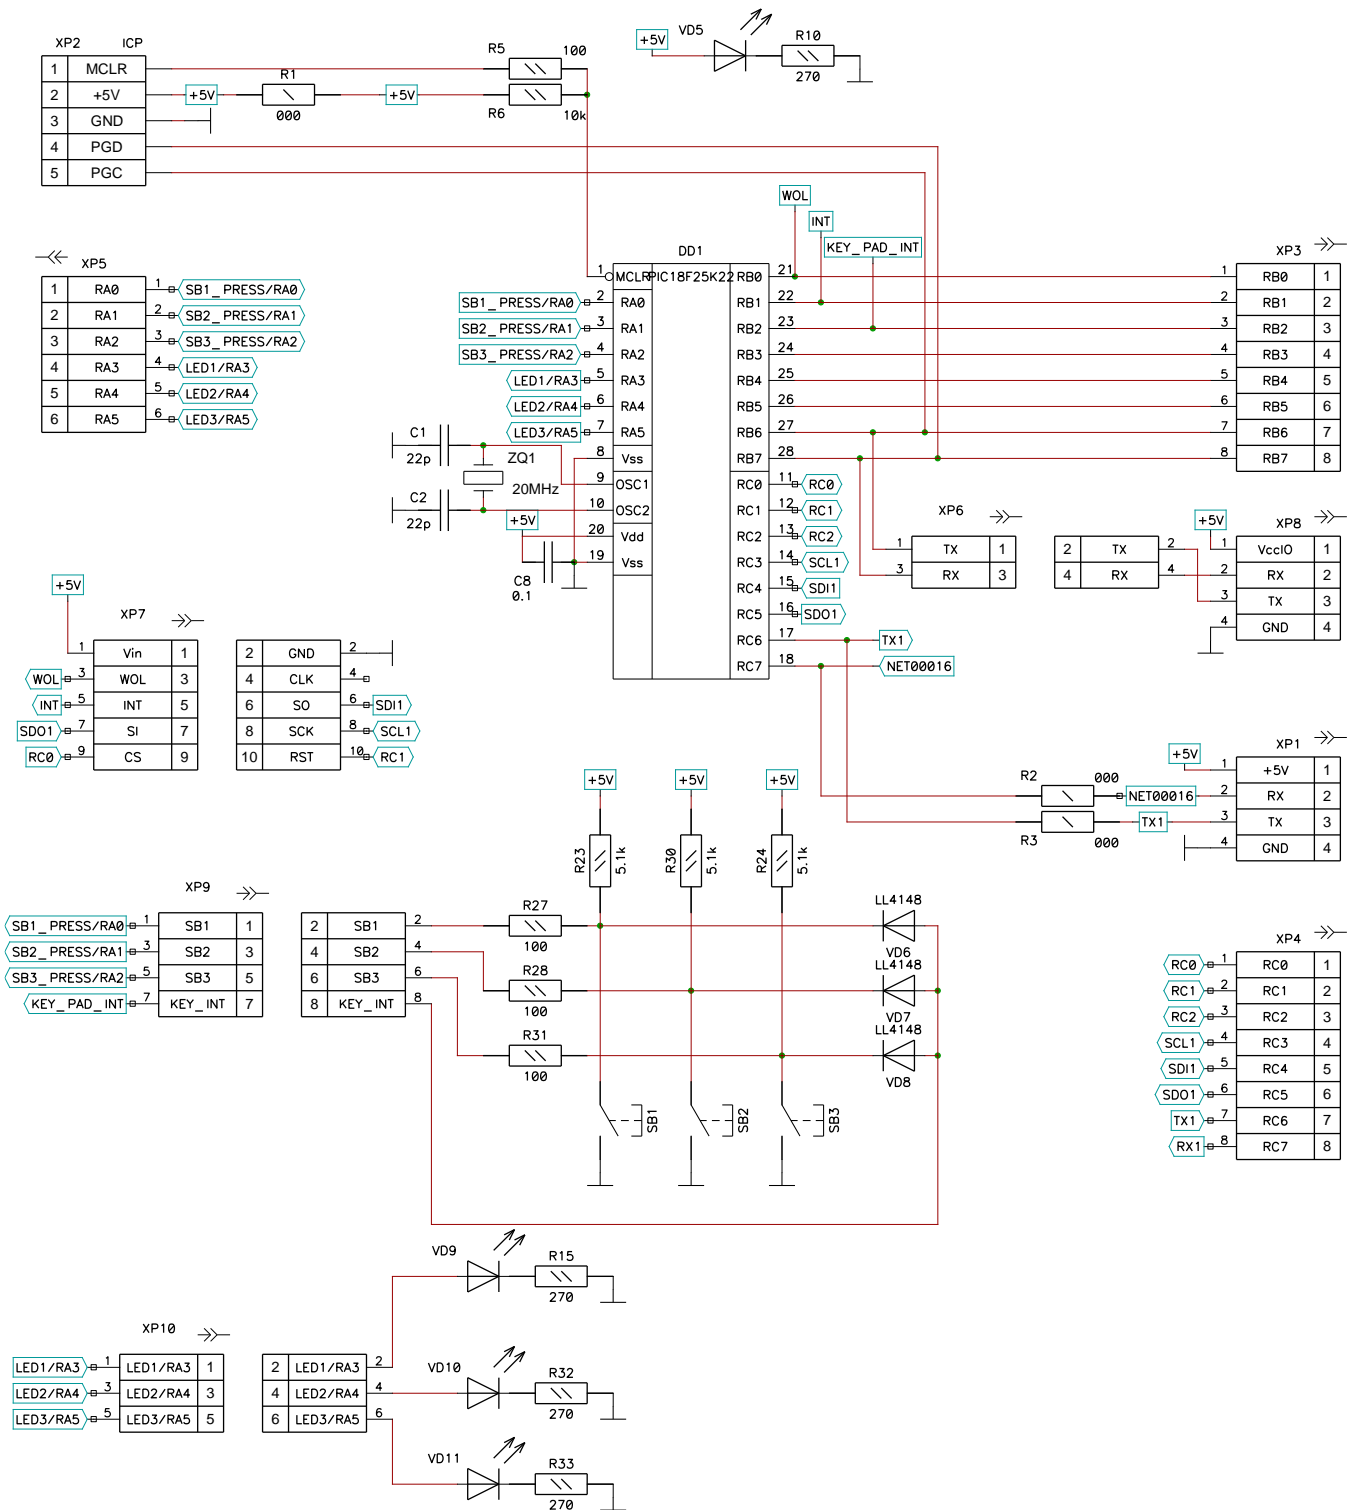 XP2 ICP
1 MCLR
2 +5V
3 GND
4 PGD
5 PGC
+5V
R1
000
+5V
R5 100
R6 10k
+5V
VD5
R10
270
WOL
INT
KEY_PAD_INT
XP5
1 RA0 1 SB1_PRESS/RA0
2 RA1 2 SB2_PRESS/RA1
3 RA2 3 SB3_PRESS/RA2
4 RA3 4 LED1/RA3
5 RA4 5 LED2/RA4
6 RA5 6 LED3/RA5
DD1
PIC18F25K22
1 MCLR
SB1_PRESS/RA0 2 RA0
SB2_PRESS/RA1 3 RA1
SB3_PRESS/RA2 4 RA2
LED1/RA3 5 RA3
LED2/RA4 6 RA4
LED3/RA5 7 RA5
8 Vss
9 OSC1
10 OSC2
20 Vdd
19 Vss
RB0 21
RB1 22
RB2 23
RB3 24
RB4 25
RB5 26
RB6 27
RB7 28
RC0 11 RC0
RC1 12 RC1
RC2 13 RC2
RC3 14 SCL1
RC4 15 SDI1
RC5 16 SDO1
RC6 17 TX1
RC7 18 NET00016
C1
22p
C2
22p
ZQ1
20MHz
+5V
C8
0.1
XP3
1 RB0 1
2 RB1 2
3 RB2 3
4 RB3 4
5 RB4 5
6 RB5 6
7 RB6 7
8 RB7 8
XP6
1 TX 1
3 RX 3
2 TX 2
4 RX 4
+5V
XP8
1 VccIO 1
2 RX 2
3 TX 3
4 GND 4
+5V
XP7
1 Vin 1
WOL 3 WOL 3
INT 5 INT 5
SDO1 7 SI 7
RC0 9 CS 9
2 GND 2
4 CLK 4
6 SO 6 SDI1
8 SCK 8 SCL1
10 RST 10 RC1
+5V
XP1
1 +5V 1
R2 000 NET00016 2 RX 2
R3 000 TX1 3 TX 3
4 GND 4
+5V +5V +5V
R23 5.1k
R30 5.1k
R24 5.1k
XP9
SB1_PRESS/RA0 1 SB1 1
SB2_PRESS/RA1 3 SB2 3
SB3_PRESS/RA2 5 SB3 5
KEY_PAD_INT 7 KEY_INT 7
2 SB1 2
4 SB2 4
6 SB3 6
8 KEY_INT 8
R27
100
R28
100
R31
100
LL4148
VD6
LL4148
VD7
LL4148
VD8
SB1
SB2
SB3
XP4
RC0 1 RC0 1
RC1 2 RC1 2
RC2 3 RC2 3
SCL1 4 RC3 4
SDI1 5 RC4 5
SDO1 6 RC5 6
TX1 7 RC6 7
RX1 8 RC7 8
VD9
R15
270
XP10
LED1/RA3 1 LED1/RA3 1
LED2/RA4 3 LED2/RA4 3
LED3/RA5 5 LED3/RA5 5
2 LED1/RA3 2
4 LED2/RA4 4
6 LED3/RA5 6
VD10
R32
270
VD11
R33
270